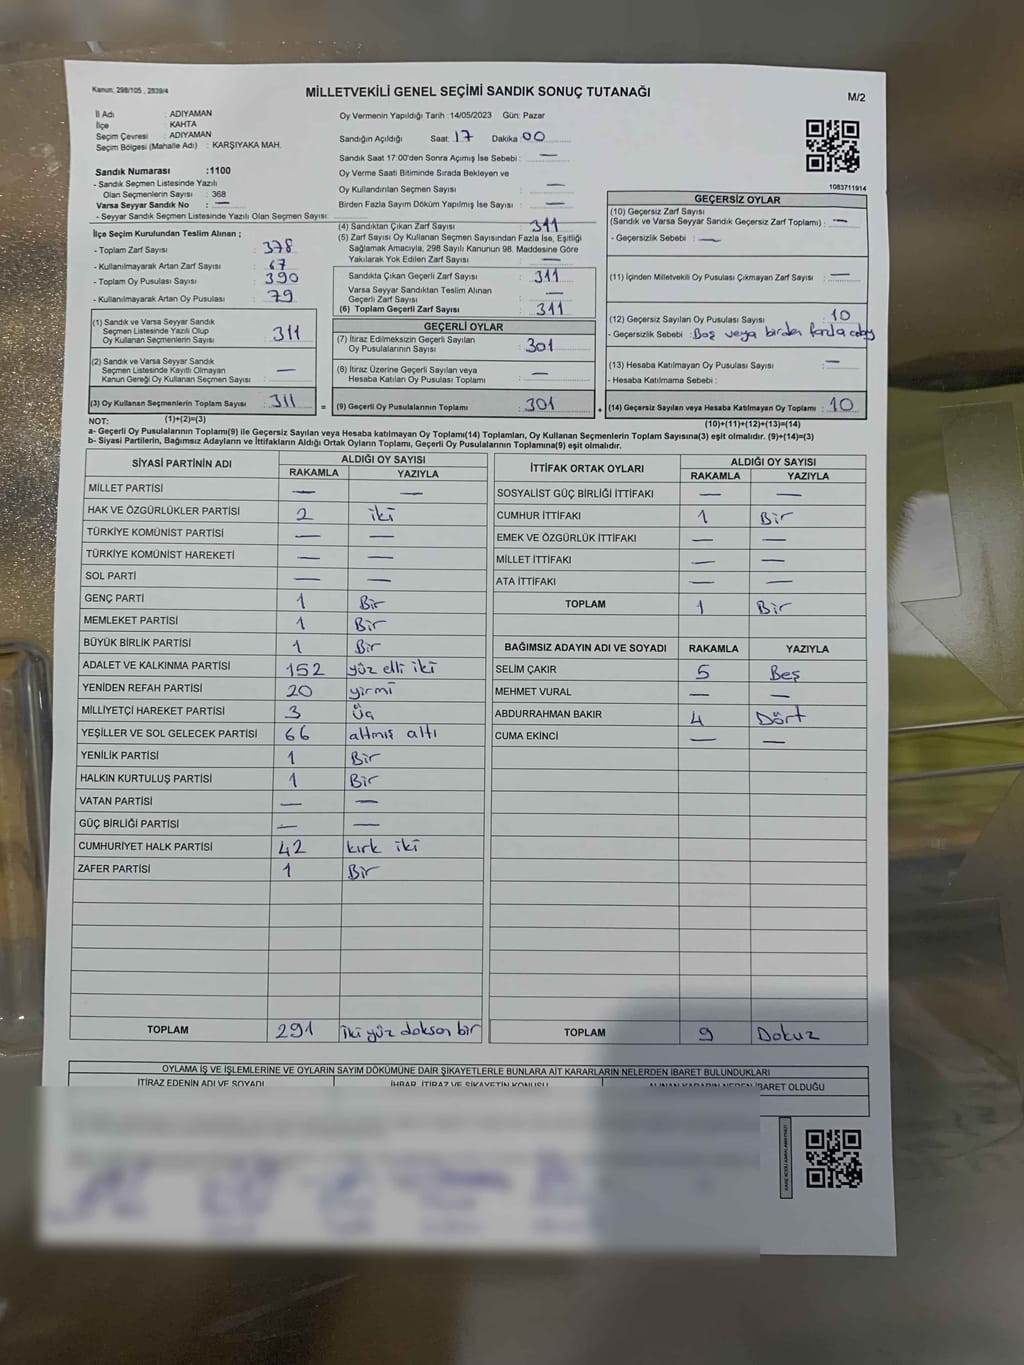 Kanun; 298/105 , 2839/4
MİLLETVEKİLİ GENEL SEÇİMİ SANDIK SONUÇ TUTANAĞI
M/2
İl Adı : ADIYAMAN
İlçe : KAHTA
Seçim Çevresi : ADIYAMAN
Seçim Bölgesi (Mahalle Adı) : KARŞIYAKA MAH.
Oy Vermenin Yapıldığı Tarih : 14/05/2023 Gün: Pazar
Sandığın Açıldığı Saat: 17 Dakika 00
Sandık Saat 17:00'den Sonra Açımış İse Sebebi : —
Oy Verme Saati Bitiminde Sırada Bekleyen ve
Oy Kullandırılan Seçmen Sayısı : —
Birden Fazla Sayım Döküm Yapılmış İse Sayısı : —
1083711914
Sandık Numarası :1100
- Sandık Seçmen Listesinde Yazılı
Olan Seçmenlerin Sayısı : 368
Varsa Seyyar Sandık No : —
- Seyyar Sandık Seçmen Listesinde Yazılı Olan Seçmen Sayısı:
İlçe Seçim Kurulundan Teslim Alınan ;
- Toplam Zarf Sayısı : 378
- Kullanılmayarak Artan Zarf Sayısı : 67
- Toplam Oy Pusulası Sayısı : 390
- Kullanılmayarak Artan Oy Pusulası : 79
(1) Sandık ve Varsa Seyyar Sandık
Seçmen Listesinde Yazılı Olup
Oy Kullanan Seçmenlerin Sayısı : 311
(2) Sandık ve Varsa Seyyar Sandık
Seçmen Listesinde Kayıtlı Olmayan
Kanun Gereği Oy Kullanan Seçmen Sayısı : —
(3) Oy Kullanan Seçmenlerin Toplam Sayısı : 311
(1)+(2)=(3)
(4) Sandıktan Çıkan Zarf Sayısı : 311
(5) Zarf Sayısı Oy Kullanan Seçmen Sayısından Fazla İse, Eşitliği
Sağlamak Amacıyla, 298 Sayılı Kanunun 98. Maddesine Göre
Yakılarak Yok Edilen Zarf Sayısı : —
Sandıkta Çıkan Geçerli Zarf Sayısı : 311
Varsa Seyyar Sandıktan Teslim Alınan
Geçerli Zarf Sayısı : —
(6) Toplam Geçerli Zarf Sayısı : 311
GEÇERLİ OYLAR
(7) İtiraz Edilmeksizin Geçerli Sayılan
Oy Pusulalarının Sayısı : 301
(8) İtiraz Üzerine Geçerli Sayılan veya
Hesaba Katılan Oy Pusulası Toplamı : —
= (9) Geçerli Oy Pusulalarının Toplamı : 301
GEÇERSİZ OYLAR
(10) Geçersiz Zarf Sayısı
(Sandık ve Varsa Seyyar Sandık Geçersiz Zarf Toplamı) : —
- Geçersizlik Sebebi : —
(11) İçinden Milletvekili Oy Pusulası Çıkmayan Zarf Sayısı : —
(12) Geçersiz Sayılan Oy Pusulası Sayısı : 10
- Geçersizlik Sebebi : Boş veya birden fazla
(13) Hesaba Katılmayan Oy Pusulası Sayısı : —
- Hesaba Katılmama Sebebi :
+ (14) Geçersiz Sayılan veya Hesaba Katılmayan Oy Toplamı : 10
(10)+(11)+(12)+(13)=(14)
NOT:
a- Geçerli Oy Pusulalarının Toplamı(9) ile Geçersiz Sayılan veya Hesaba katılmayan Oy Toplamı(14) Toplamları, Oy Kullanan Seçmenlerin Toplam Sayısına(3) eşit olmalıdır. (9)+(14)=(3)
b- Siyasi Partilerin, Bağımsız Adayların ve İttifakların Aldığı Ortak Oyların Toplamı, Geçerli Oy Pusulalarının Toplamına(9) eşit olmalıdır.
SİYASİ PARTİNİN ADI ALDIĞI OY SAYISI
RAKAMLA YAZIYLA
MİLLET PARTİSİ — —
HAK VE ÖZGÜRLÜKLER PARTİSİ 2 iki
TÜRKİYE KOMÜNİST PARTİSİ — —
TÜRKİYE KOMÜNİST HAREKETİ — —
SOL PARTİ — —
GENÇ PARTİ 1 Bir
MEMLEKET PARTİSİ 1 Bir
BÜYÜK BİRLİK PARTİSİ 1 Bir
ADALET VE KALKINMA PARTİSİ 152 yüz elli iki
YENİDEN REFAH PARTİSİ 20 yirmi
MİLLİYETÇİ HAREKET PARTİSİ 3 Üç
YEŞİLLER VE SOL GELECEK PARTİSİ 66 altmış altı
YENİLİK PARTİSİ 1 Bir
HALKIN KURTULUŞ PARTİSİ 1 Bir
VATAN PARTİSİ — —
GÜÇ BİRLİĞİ PARTİSİ — —
CUMHURİYET HALK PARTİSİ 42 kırk iki
ZAFER PARTİSİ 1 Bir
TOPLAM 291 İki yüz doksan bir
İTTİFAK ORTAK OYLARI ALDIĞI OY SAYISI
RAKAMLA YAZIYLA
SOSYALİST GÜÇ BİRLİĞİ İTTİFAKI — —
CUMHUR İTTİFAKI 1 Bir
EMEK VE ÖZGÜRLÜK İTTİFAKI — —
MİLLET İTTİFAKI — —
ATA İTTİFAKI — —
TOPLAM 1 Bir
BAĞIMSIZ ADAYIN ADI VE SOYADI RAKAMLA YAZIYLA
SELİM ÇAKIR 5 Beş
MEHMET VURAL — —
ABDURRAHMAN BAKIR 4 Dört
CUMA EKİNCİ — —
TOPLAM 9 Dokuz
OYLAMA İŞ VE İŞLEMLERİNE VE OYLARIN SAYIM DÖKÜMÜNE DAİR ŞİKAYETLERLE BUNLARA AİT KARARLARIN NELERDEN İBARET BULUNDUKLARI
İTİRAZ EDENİN ADI VE SOYADI İHBAR, İTİRAZ VE ŞİKAYETİN KONUSU ALINAN KARARIN NEDEN İBARET OLDUĞU